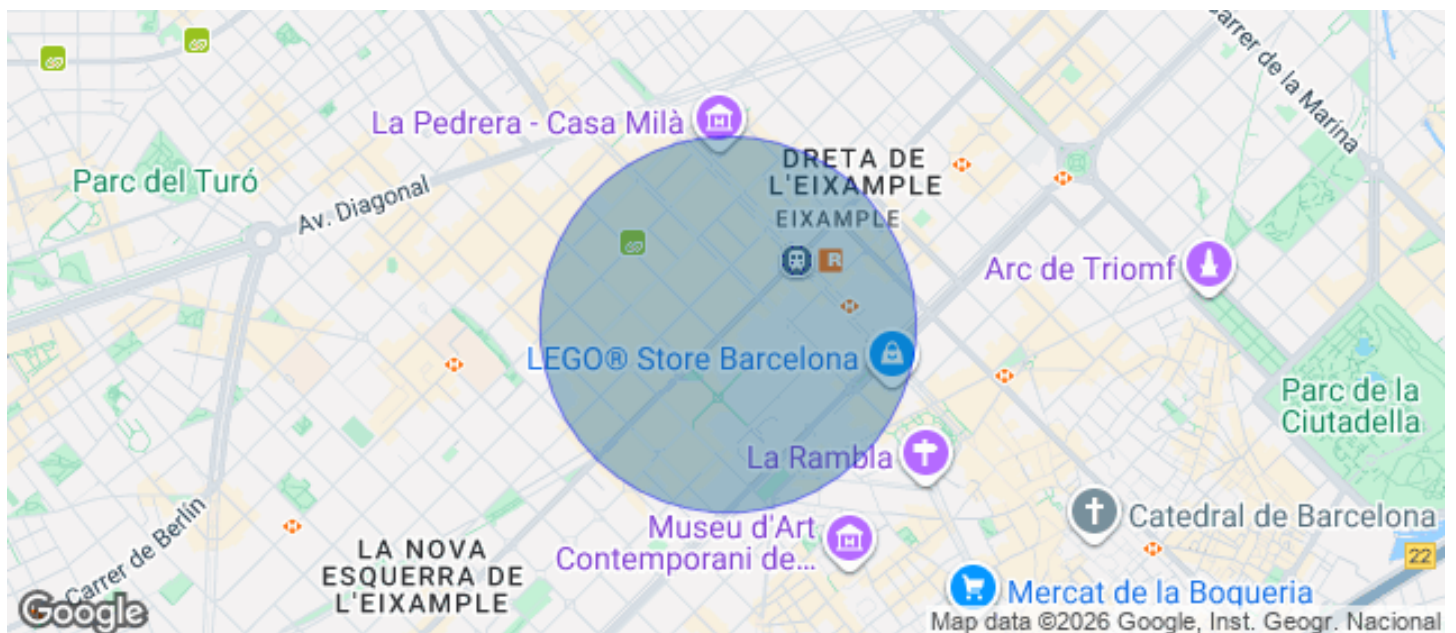 Carrer de la Marina
La Pedrera - Casa Milà
DRETA DE
L'EIXAMPLE
EIXAMPLE
Parc del Turó
Av. Diagonal
R
Arc de Triomf
LEGO® Store Barcelona
Parc de la
Ciutadella
La Rambla
Museu d'Art
Contemporani de...
Catedral de Barcelona
Carrer de Berlín
LA NOVA
ESQUERRA DE
L'EIXAMPLE
22
Mercat de la Boqueria
Google
Map data ©2026 Google, Inst. Geogr. Nacional